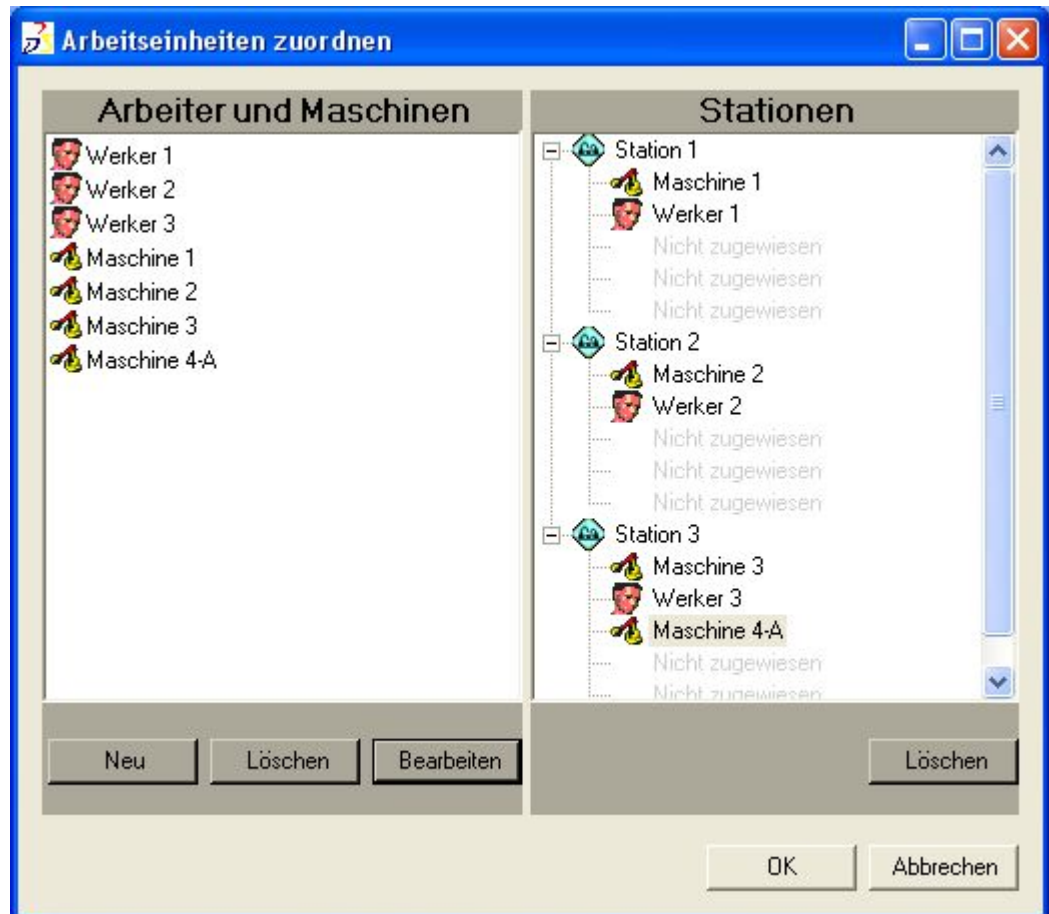 Arbeitseinheiten zuordnen
Arbeiter und Maschinen
Werker 1
Werker 2
Werker 3
Maschine 1
Maschine 2
Maschine 3
Maschine 4-A
Neu
Löschen
Bearbeiten
Stationen
Station 1
Maschine 1
Werker 1
Nicht zugewiesen
Nicht zugewiesen
Nicht zugewiesen
Station 2
Maschine 2
Werker 2
Nicht zugewiesen
Nicht zugewiesen
Nicht zugewiesen
Station 3
Maschine 3
Werker 3
Maschine 4-A
Nicht zugewiesen
Nicht zugewiesen
Löschen
OK
Abbrechen